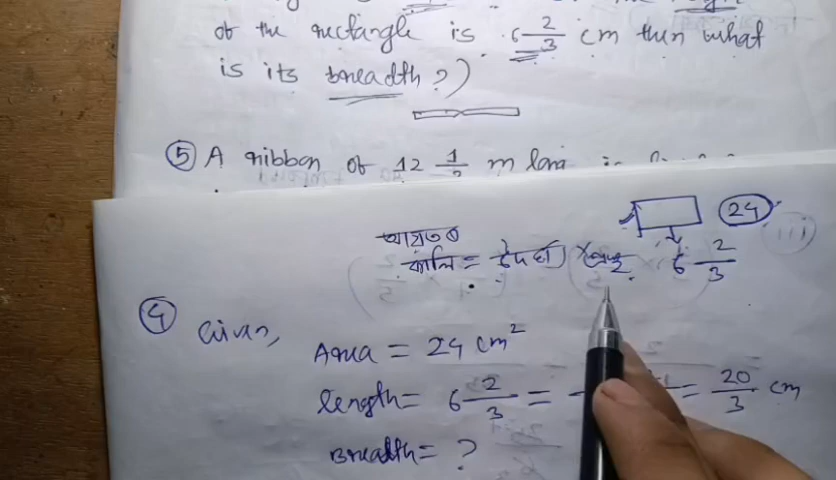 of the rectangle is 6 2/3 cm then what
is its breadth?)
⑤ A ribbon of 12 1/2 m long
24
আয়তৰ
কালি = দৈৰ্ঘ্য × প্ৰস্থ 6 2/3
④ Given,
Area = 24 cm²
length = 6 2/3 = = 20/3 cm
Breadth = ?